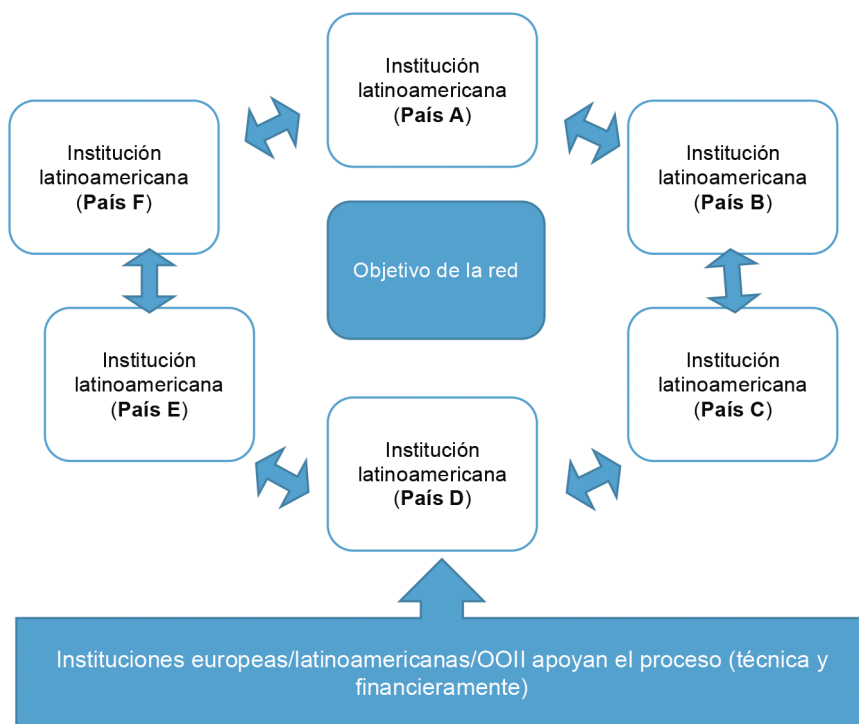 Institución
latinoamericana
(País A)
Institución
latinoamericana
(País F)
Institución
latinoamericana
(País B)
Objetivo de la red
Institución
latinoamericana
(País E)
Institución
latinoamericana
(País C)
Institución
latinoamericana
(País D)
Instituciones europeas/latinoamericanas/OOII apoyan el proceso (técnica y
financieramente)